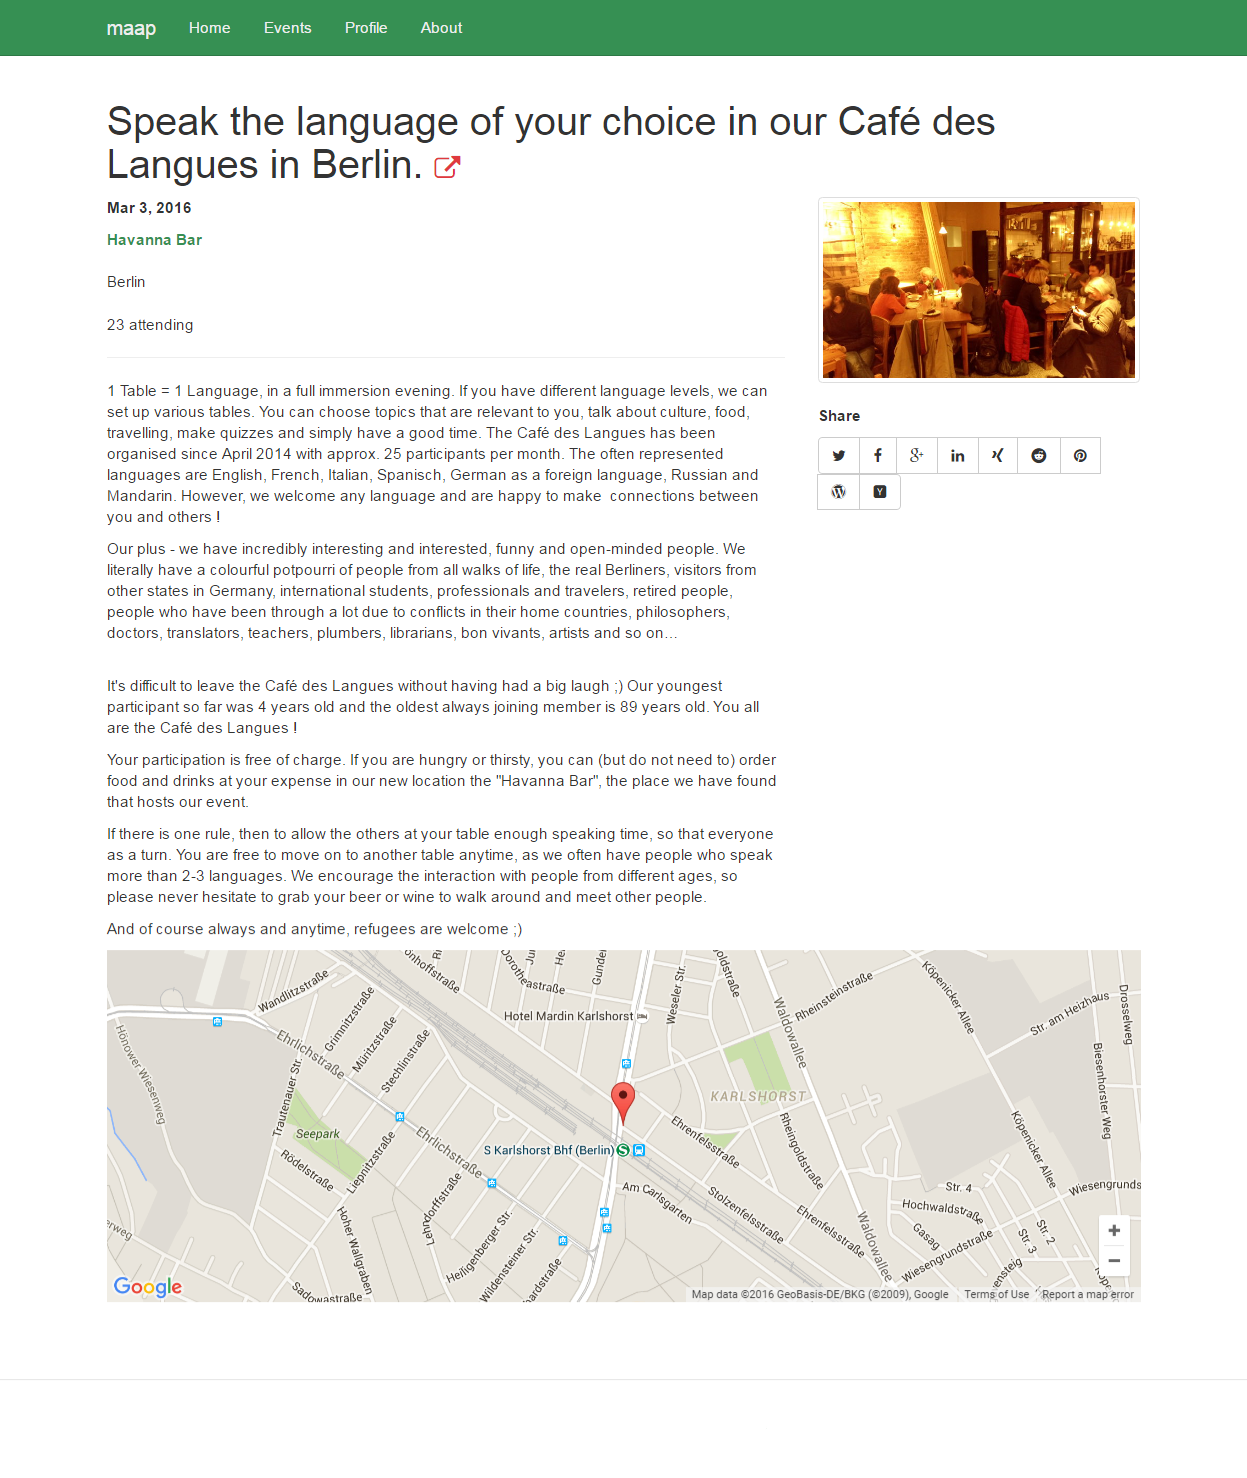 maap Home Events Profile About
Speak the language of your choice in our Café des
Langues in Berlin.
Mar 3, 2016
Havanna Bar
Berlin
23 attending
1 Table = 1 Language, in a full immersion evening. If you have different language levels, we can
set up various tables. You can choose topics that are relevant to you, talk about culture, food,
travelling, make quizzes and simply have a good time. The Café des Langues has been
organised since April 2014 with approx. 25 participants per month. The often represented
languages are English, French, Italian, Spanisch, German as a foreign language, Russian and
Mandarin. However, we welcome any language and are happy to make  connections between
you and others !
Our plus - we have incredibly interesting and interested, funny and open-minded people. We
literally have a colourful potpourri of people from all walks of life, the real Berliners, visitors from
other states in Germany, international students, professionals and travelers, retired people,
people who have been through a lot due to conflicts in their home countries, philosophers,
doctors, translators, teachers, plumbers, librarians, bon vivants, artists and so on…
It's difficult to leave the Café des Langues without having had a big laugh ;) Our youngest
participant so far was 4 years old and the oldest always joining member is 89 years old. You all
are the Café des Langues !
Your participation is free of charge. If you are hungry or thirsty, you can (but do not need to) order
food and drinks at your expense in our new location the "Havanna Bar", the place we have found
that hosts our event.
If there is one rule, then to allow the others at your table enough speaking time, so that everyone
as a turn. You are free to move on to another table anytime, as we often have people who speak
more than 2-3 languages. We encourage the interaction with people from different ages, so
please never hesitate to grab your beer or wine to walk around and meet other people.
And of course always and anytime, refugees are welcome ;)
Share
Wandlitzstraße
onhoffstraße
Dorotheastraße
Gunde
Weseler Str.
oldstraße
Waldowallee
Rheinsteinstraße
Köpenicker Allee
Str. am Heizhaus
Drosselweg
Hotel Mardin Karlshorst
Hönower Wiesenweg
Ehrlichstraße
Grimnitzstraße
Müritzstraße
Stechlinstraße
Trautenauer Str.
KARLSHORST
Biesenhorster Weg
Seepark
Ehrlichstraße
Ehrenfelsstraße
Rheingoldstraße
Köpenicker Allee
Rödelstraße
Liepnitzstraße
S Karlshorst Bhf (Berlin)
Am Carlsgarten
Stolzenfelsstraße
Ehrenfelsstraße
Str. 4
Wiesengrunds
Hochwaldstraße
erweg
Hoher Wallgraben
Lehndorffstraße
Heiligenberger Str.
Wildensteiner Str.
Waldowallee
Gasag
Wiesengrundstraße
Str. 3
Str. 2
Sadowastraße
ardstraße
Google
Map data ©2016 GeoBasis-DE/BKG (©2009), Google Terms of Use Report a map error